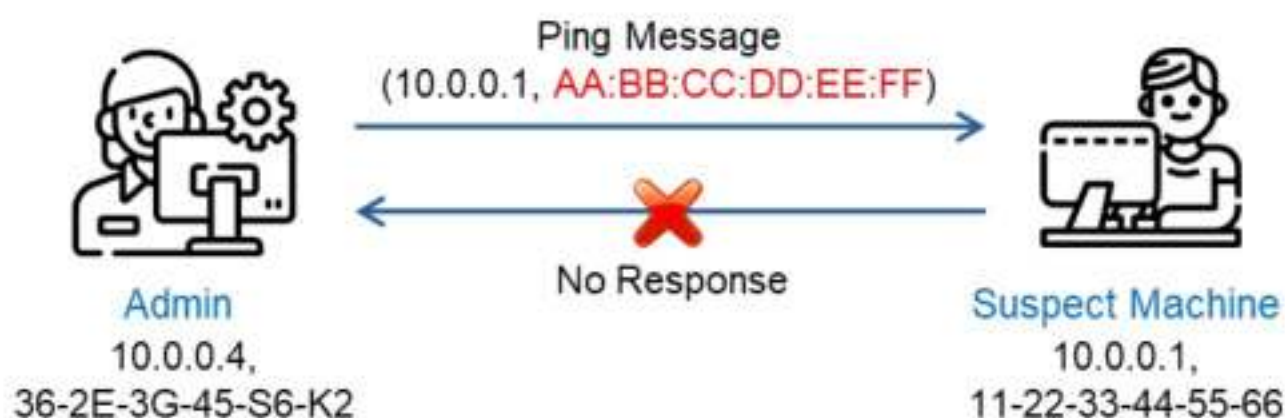 Ping Message
(10.0.0.1, AA:BB:CC:DD:EE:FF)
No Response
Admin
10.0.0.4,
36-2E-3G-45-S6-K2
Suspect Machine
10.0.0.1,
11-22-33-44-55-66